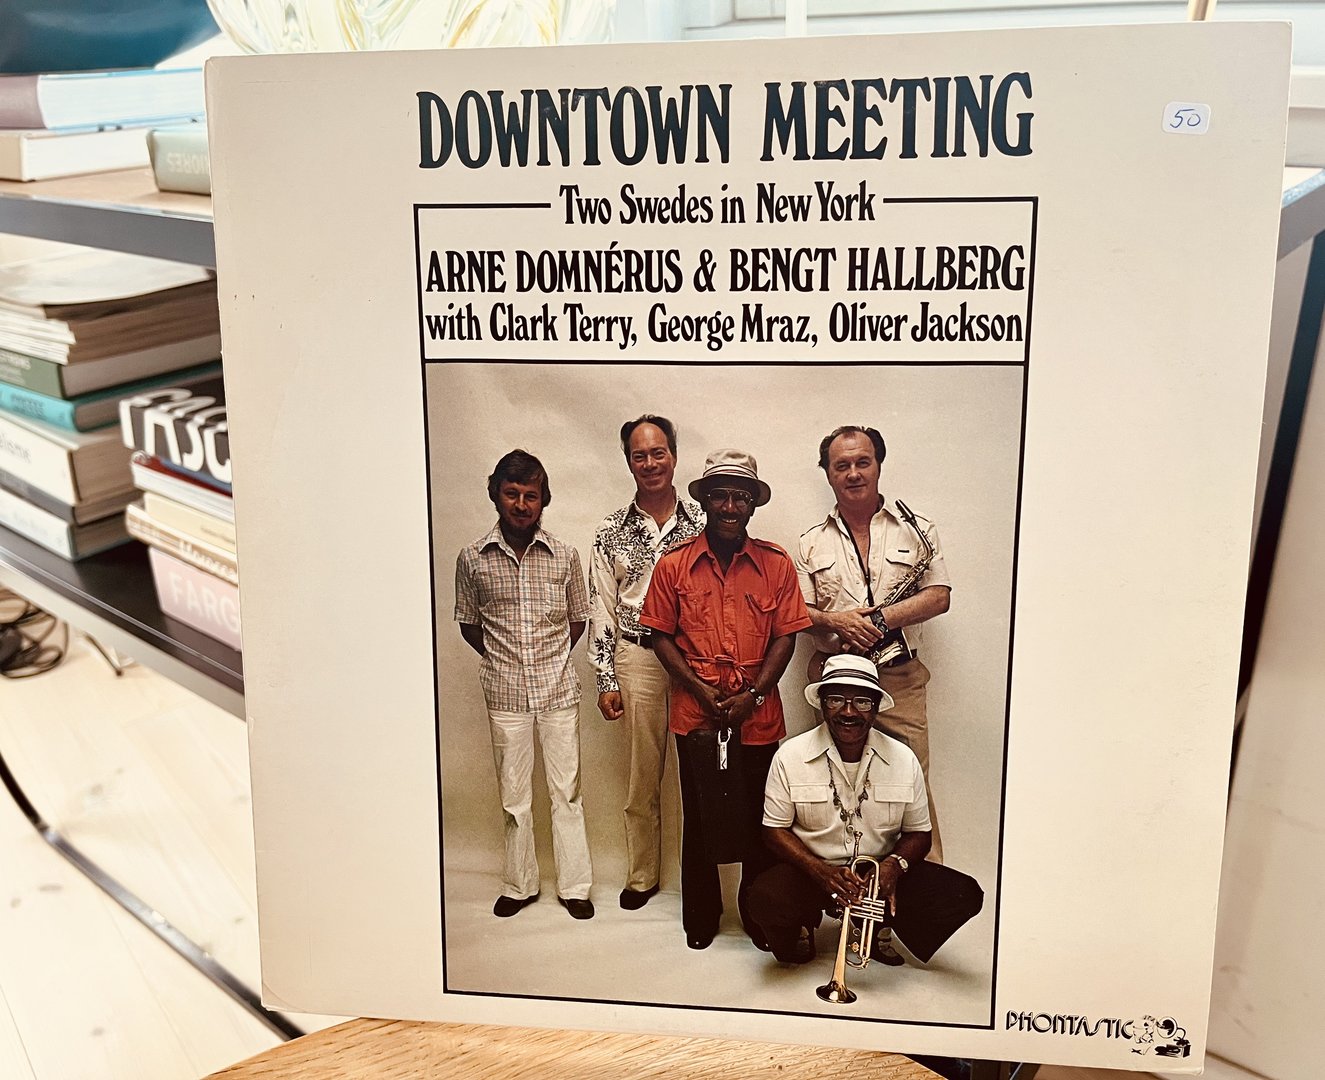 DOWNTOWN MEETING
50
Two Swedes in New York
ARNE DOMNÉRUS & BENGT HALLBERG
with Clark Terry, George Mraz, Oliver Jackson
PHONTASTIC
FARG